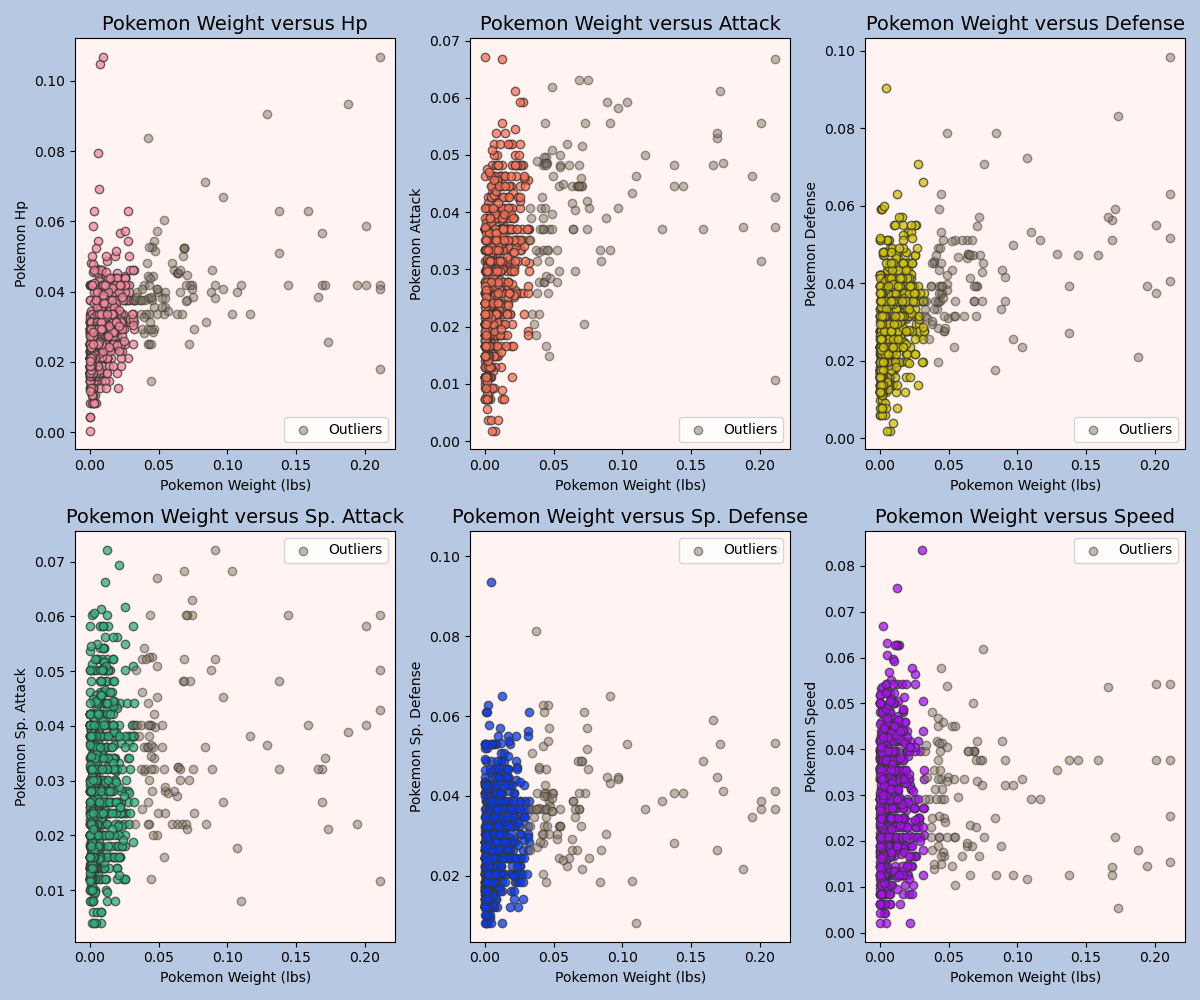 Pokemon Weight versus Hp
Pokemon Hp
0.10
0.08
0.06
0.04
0.02
0.00
Outliers
0.00 0.05 0.10 0.15 0.20
Pokemon Weight (lbs)
Pokemon Weight versus Attack
Pokemon Attack
0.07
0.06
0.05
0.04
0.03
0.02
0.01
0.00
Outliers
0.00 0.05 0.10 0.15 0.20
Pokemon Weight (lbs)
Pokemon Weight versus Defense
Pokemon Defense
0.10
0.08
0.06
0.04
0.02
0.00
Outliers
0.00 0.05 0.10 0.15 0.20
Pokemon Weight (lbs)
Pokemon Weight versus Sp. Attack
Pokemon Sp. Attack
Outliers
0.07
0.06
0.05
0.04
0.03
0.02
0.01
0.00 0.05 0.10 0.15 0.20
Pokemon Weight (lbs)
Pokemon Weight versus Sp. Defense
Pokemon Sp. Defense
Outliers
0.10
0.08
0.06
0.04
0.02
0.00 0.05 0.10 0.15 0.20
Pokemon Weight (lbs)
Pokemon Weight versus Speed
Pokemon Speed
Outliers
0.08
0.07
0.06
0.05
0.04
0.03
0.02
0.01
0.00
0.00 0.05 0.10 0.15 0.20
Pokemon Weight (lbs)